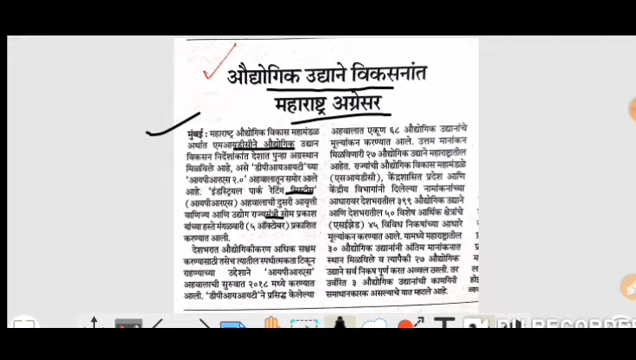 औद्योगिक उद्याने विकसनांत
महाराष्ट्र अग्रेसर
मुंबई : महाराष्ट्र औद्योगिक विकास महामंडळ
अर्थात एमआयडीसीने औद्योगिक उद्यान
विकसन निर्देशांकात देशात पुन्हा अग्रस्थान
मिळविले आहे, असे 'डीपीआयआयटी'च्या
'आयपीआरएस २.०' अहवालातून समोर आले
आहे. 'इंडस्ट्रियल पार्क रेटिंग सिस्टीम'
(आयपीआरएस) अहवालाची दुसरी आवृत्ती
वाणिज्य आणि उद्योग राज्यमंत्री सोम प्रकाश
यांच्या हस्ते मंगळवारी (५ ऑक्टोबर) प्रकाशित
करण्यात आली.
देशभरात औद्योगिकीकरण अधिक सक्षम
करण्यासाठी तसेच त्यातील स्पर्धात्मकता टिकून
राहण्याच्या उद्देशाने 'आयपीआरएस'
अहवालाची सुरुवात २०१८ मध्ये करण्यात
आली. 'डीपीआयआयटी'ने प्रसिद्ध केलेल्या
अहवालात एकूण ६८ औद्योगिक उद्यानांचे
मूल्यांकन करण्यात आले. उत्तम मानांकन
मिळविणारी २७ औद्योगिक उद्याने महाराष्ट्रातील
आहेत. राज्यांची औद्योगिक विकास महामंडळे
(एसआयडीसी), केंद्रशासित प्रदेश आणि
केंद्रीय विभागांनी दिलेल्या नामांकनांच्या
आधारावर देशभरातील ३९९ औद्योगिक उद्याने
आणि देशभरातील ५० विशेष आर्थिक क्षेत्रांचे
(एसईझेड) ४५ विविध निकषांच्या आधारे
मूल्यांकन करण्यात आले. यामध्ये महाराष्ट्रातील
३० औद्योगिक उद्यानांनी अंतिम मानांकनात
स्थान मिळविले व त्यापैकी २७ औद्योगिक
उद्याने सर्व निकष पूर्ण करत अव्वल ठरली. तर
उर्वरित ३ औद्योगिक उद्यानांची कामगिरी
समाधानकारक असल्याचे यात म्हटले आहे.